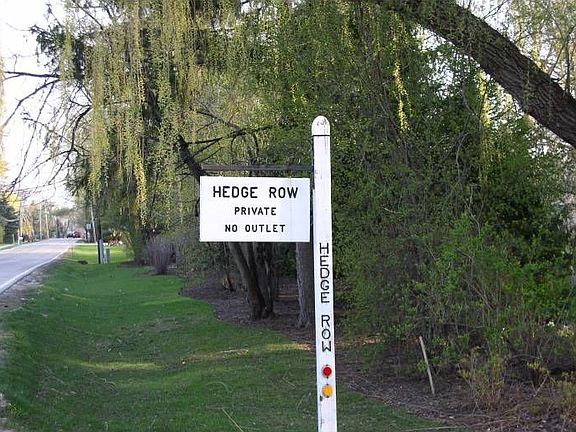 HEDGE ROW
PRIVATE
NO OUTLET
HEDGE ROW